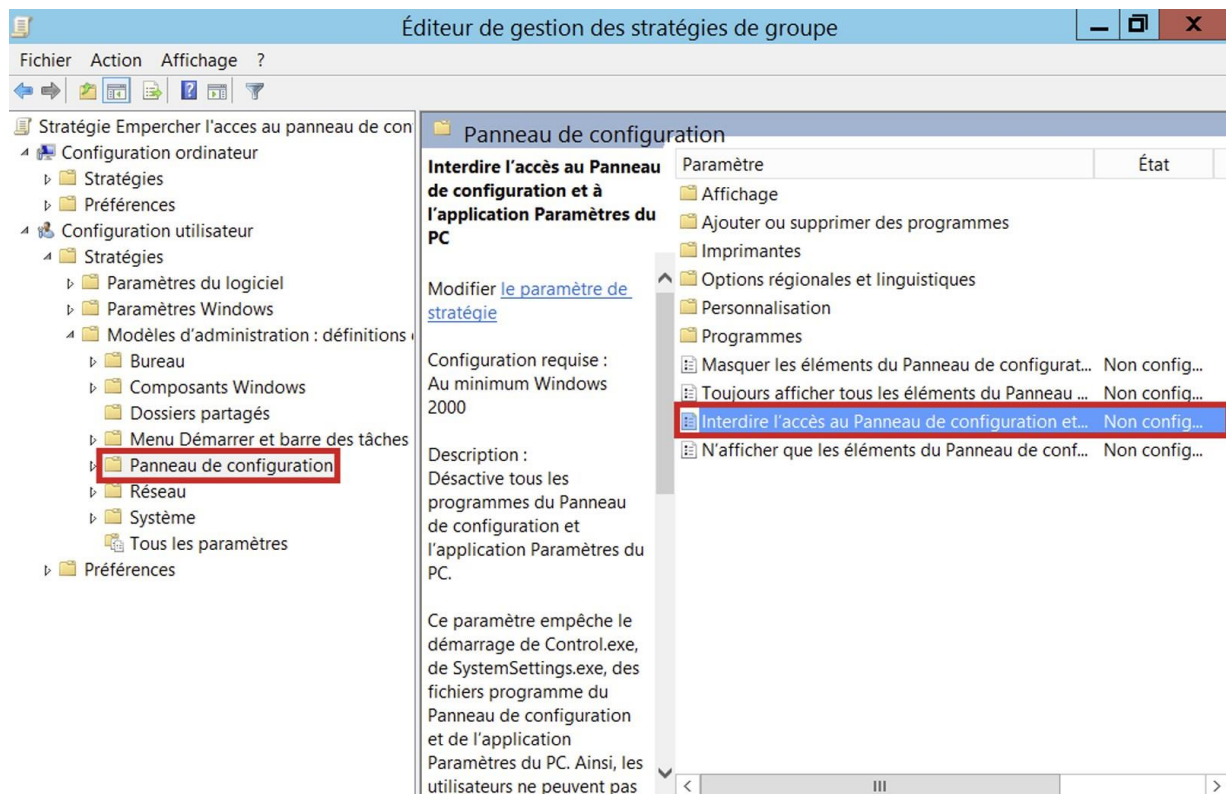 Éditeur de gestion des stratégies de groupe
Fichier Action Affichage ?
Stratégie Empercher l'acces au panneau de con
Configuration ordinateur
Stratégies
Préférences
Configuration utilisateur
Stratégies
Paramètres du logiciel
Paramètres Windows
Modèles d'administration : définitions
Bureau
Composants Windows
Dossiers partagés
Menu Démarrer et barre des tâches
Panneau de configuration
Réseau
Système
Tous les paramètres
Préférences
Panneau de configuration
Interdire l'accès au Panneau
de configuration et à
l'application Paramètres du
PC
Modifier le paramètre de
stratégie
Configuration requise :
Au minimum Windows
2000
Description :
Désactive tous les
programmes du Panneau
de configuration et
l'application Paramètres du
PC.
Ce paramètre empêche le
démarrage de Control.exe,
de SystemSettings.exe, des
fichiers programme du
Panneau de configuration
et de l'application
Paramètres du PC. Ainsi, les
utilisateurs ne peuvent pas
Paramètre État
Affichage
Ajouter ou supprimer des programmes
Imprimantes
Options régionales et linguistiques
Personnalisation
Programmes
Masquer les éléments du Panneau de configurat... Non config...
Toujours afficher tous les éléments du Panneau ... Non config...
Interdire l'accès au Panneau de configuration et... Non config...
N'afficher que les éléments du Panneau de conf... Non config...